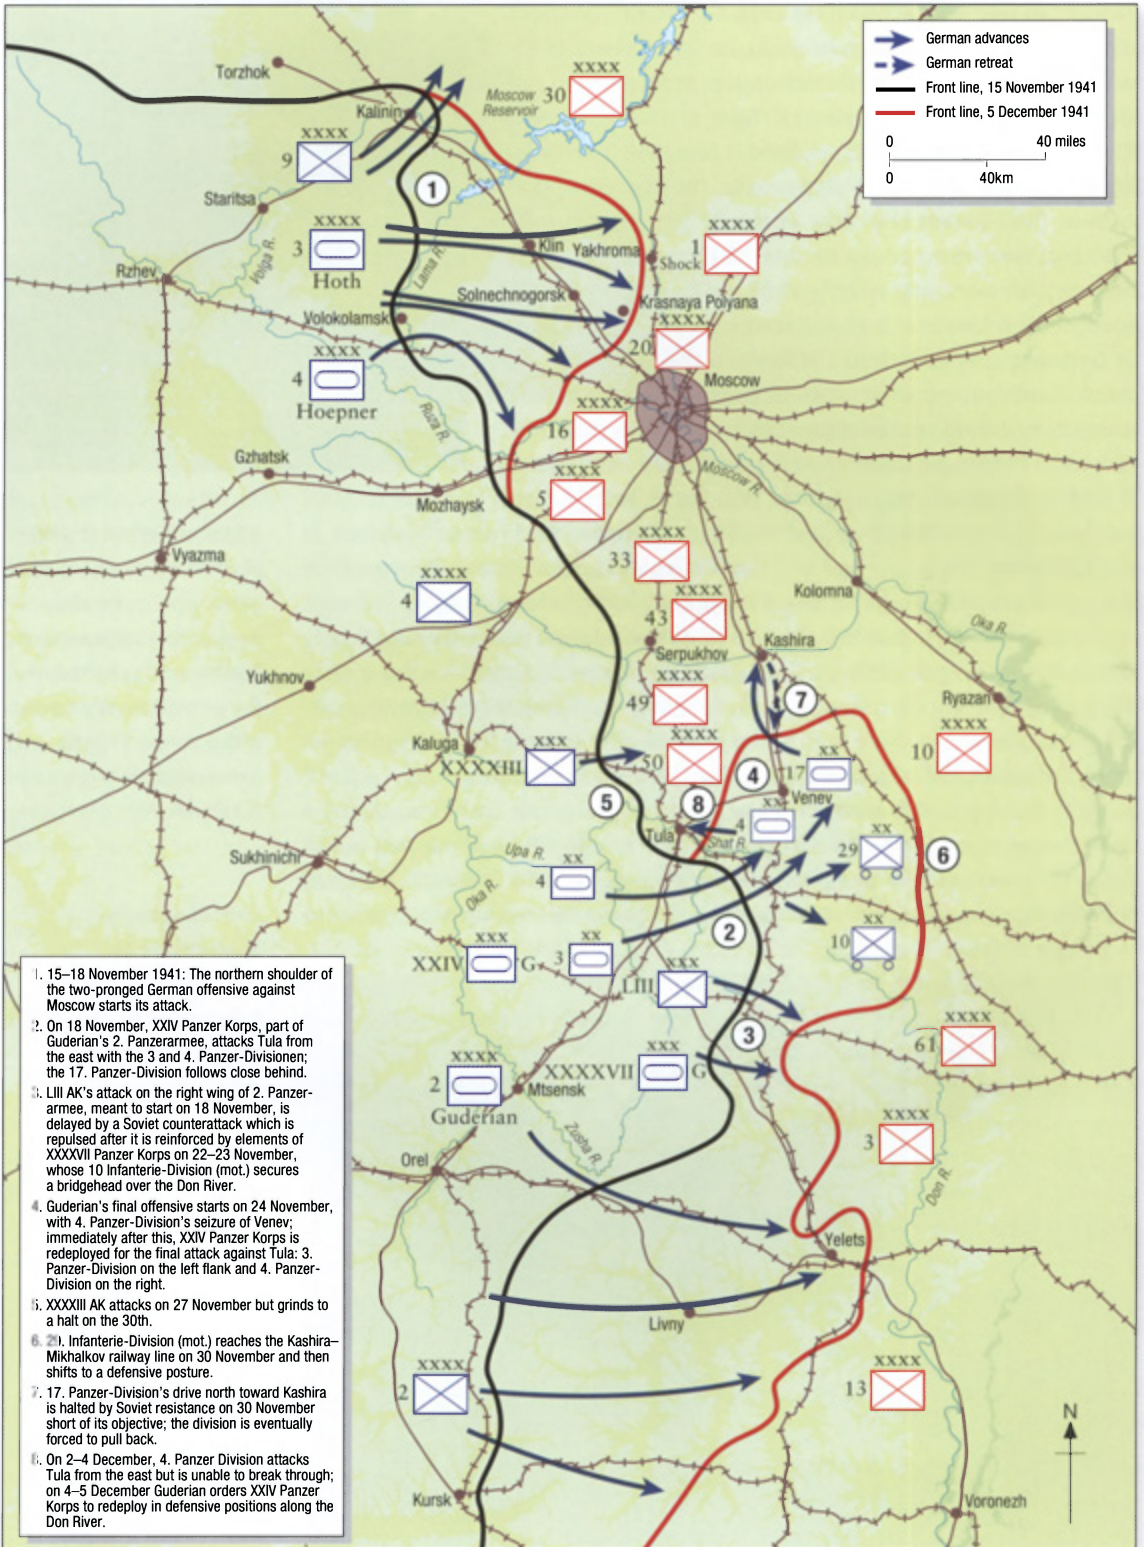 German advances
German retreat
Front line, 15 November 1941
Front line, 5 December 1941
0 40 miles
0 40km
Torzhok
Kalinin
Moscow
Reservoir
XXXX
30
XXXX
9
1
Staritsa
XXXX
3
Hoth
Volga R.
Lama R.
Klin
Yakhroma
XXXX
1
Shock
Rzhev
Solnechnogorsk
Krasnaya Polyana
Volokolamsk
XXXX
20
XXXX
4
Hoepner
Moscow
Ruza R.
XXXX
16
Gzhatsk
Mozhaysk
XXXX
5
Moscow R.
Vyazma
XXXX
33
XXXX
4
XXXX
43
Kolomna
Oka R.
Serpukhov
Kashira
Yukhnov
XXXX
49
7
Ryazan
Kaluga
XXX
XXXXIII
XXXX
50
XXXX
10
4
XX
17
5
8
Venev
XX
4
Tula
Shat R.
XX
29
6
Sukhinichi
Upa R.
XX
4
Oka R.
2
XX
10
XXX
XXIV G
XX
3
XXX
LIII
3
XXXX
61
XXX
XXXXVII G
XXXX
2
Guderian
Mtsensk
Zusha R.
XXXX
3
Don R.
Orel
Yelets
Livny
XXXX
2
XXXX
13
N
Kursk
Voronezh
1. 15–18 November 1941: The northern shoulder of
the two-pronged German offensive against
Moscow starts its attack.
2. On 18 November, XXIV Panzer Korps, part of
Guderian's 2. Panzerarmee, attacks Tula from
the east with the 3 and 4. Panzer-Divisionen;
the 17. Panzer-Division follows close behind.
3. LIII AK's attack on the right wing of 2. Panzer-
armee, meant to start on 18 November, is
delayed by a Soviet counterattack which is
repulsed after it is reinforced by elements of
XXXXVII Panzer Korps on 22–23 November,
whose 10 Infanterie-Division (mot.) secures
a bridgehead over the Don River.
4. Guderian's final offensive starts on 24 November,
with 4. Panzer-Division's seizure of Venev;
immediately after this, XXIV Panzer Korps is
redeployed for the final attack against Tula: 3.
Panzer-Division on the left flank and 4. Panzer-
Division on the right.
5. XXXXIII AK attacks on 27 November but grinds to
a halt on the 30th.
6. 29. Infanterie-Division (mot.) reaches the Kashira–
Mikhalkov railway line on 30 November and then
shifts to a defensive posture.
7. 17. Panzer-Division's drive north toward Kashira
is halted by Soviet resistance on 30 November
short of its objective; the division is eventually
forced to pull back.
8. On 2–4 December, 4. Panzer Division attacks
Tula from the east but is unable to break through;
on 4–5 December Guderian orders XXIV Panzer
Korps to redeploy in defensive positions along the
Don River.